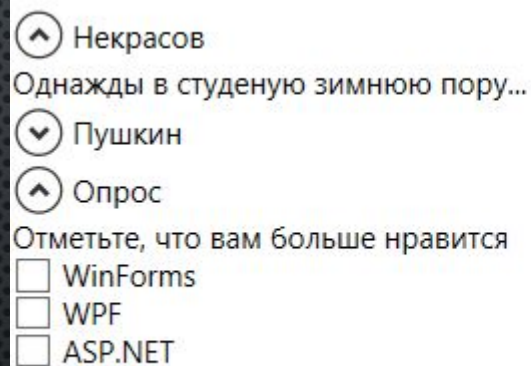 Некрасов
Однажды в студеную зимнюю пору...
Пушкин
Опрос
Отметьте, что вам больше нравится
WinForms
WPF
ASP.NET